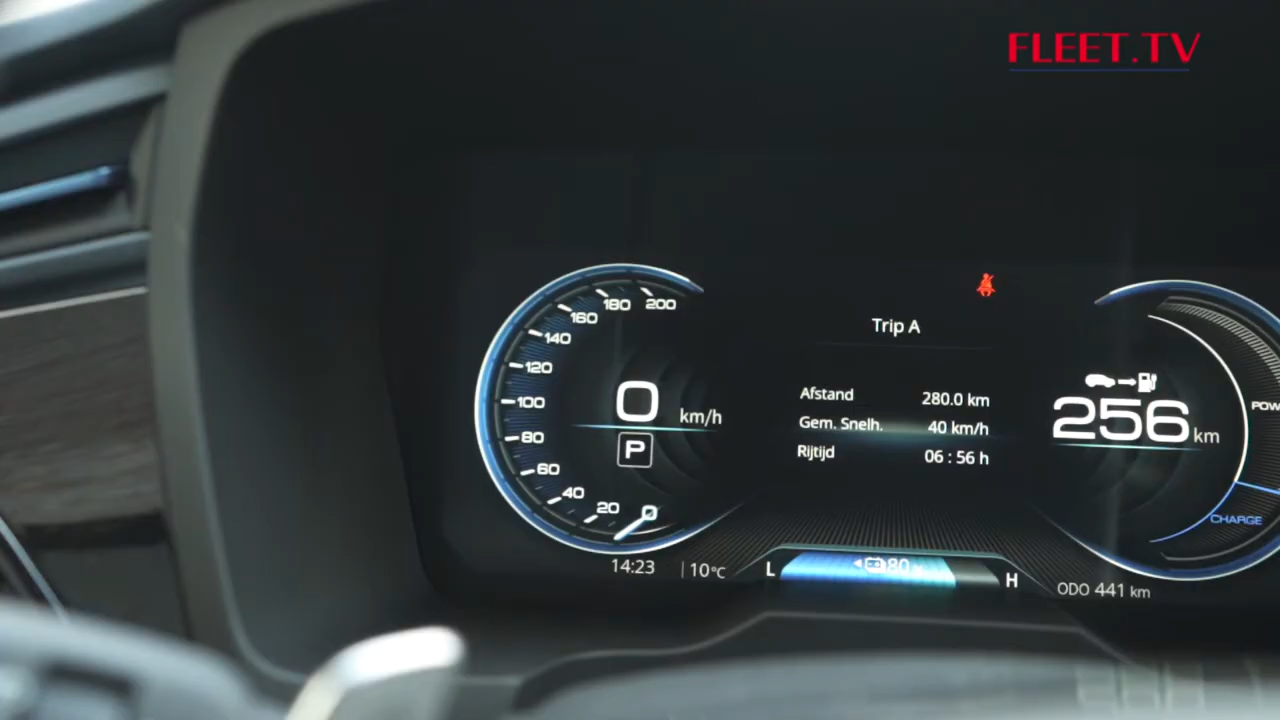 FLEET.TV
Trip A
Afstand 280.0 km
Gem. Snelh. 40 km/h
Rijtijd 06 : 56 h
200
180
160
140
120
100
80
60
40
20
0
0 km/h
P
256 km
CHARGE
14:23 10°C
L 80 H
ODO 441 km